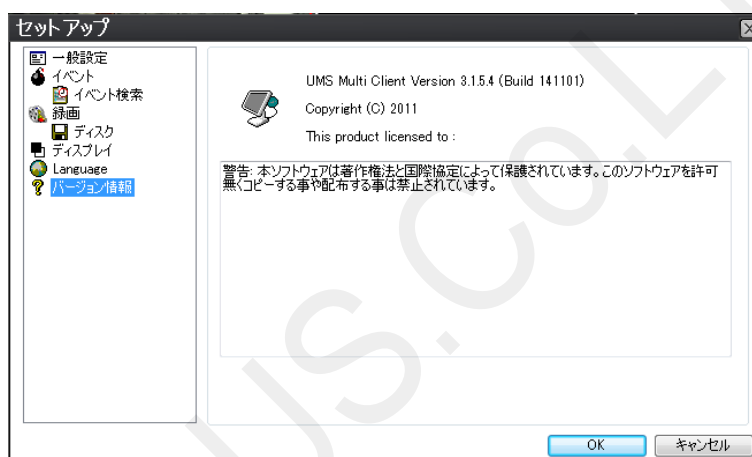 セットアップ
一般設定
イベント
イベント検索
録画
ディスク
ディスプレイ
Language
バージョン情報
UMS Multi Client Version 3.1.5.4 (Build 141101)
Copyright (C) 2011
This product licensed to :
警告: 本ソフトウェアは著作権法と国際協定によって保護されています。このソフトウェアを許可
無くコピーする事や配布する事は禁止されています。
OK
キャンセル
US.Co.L